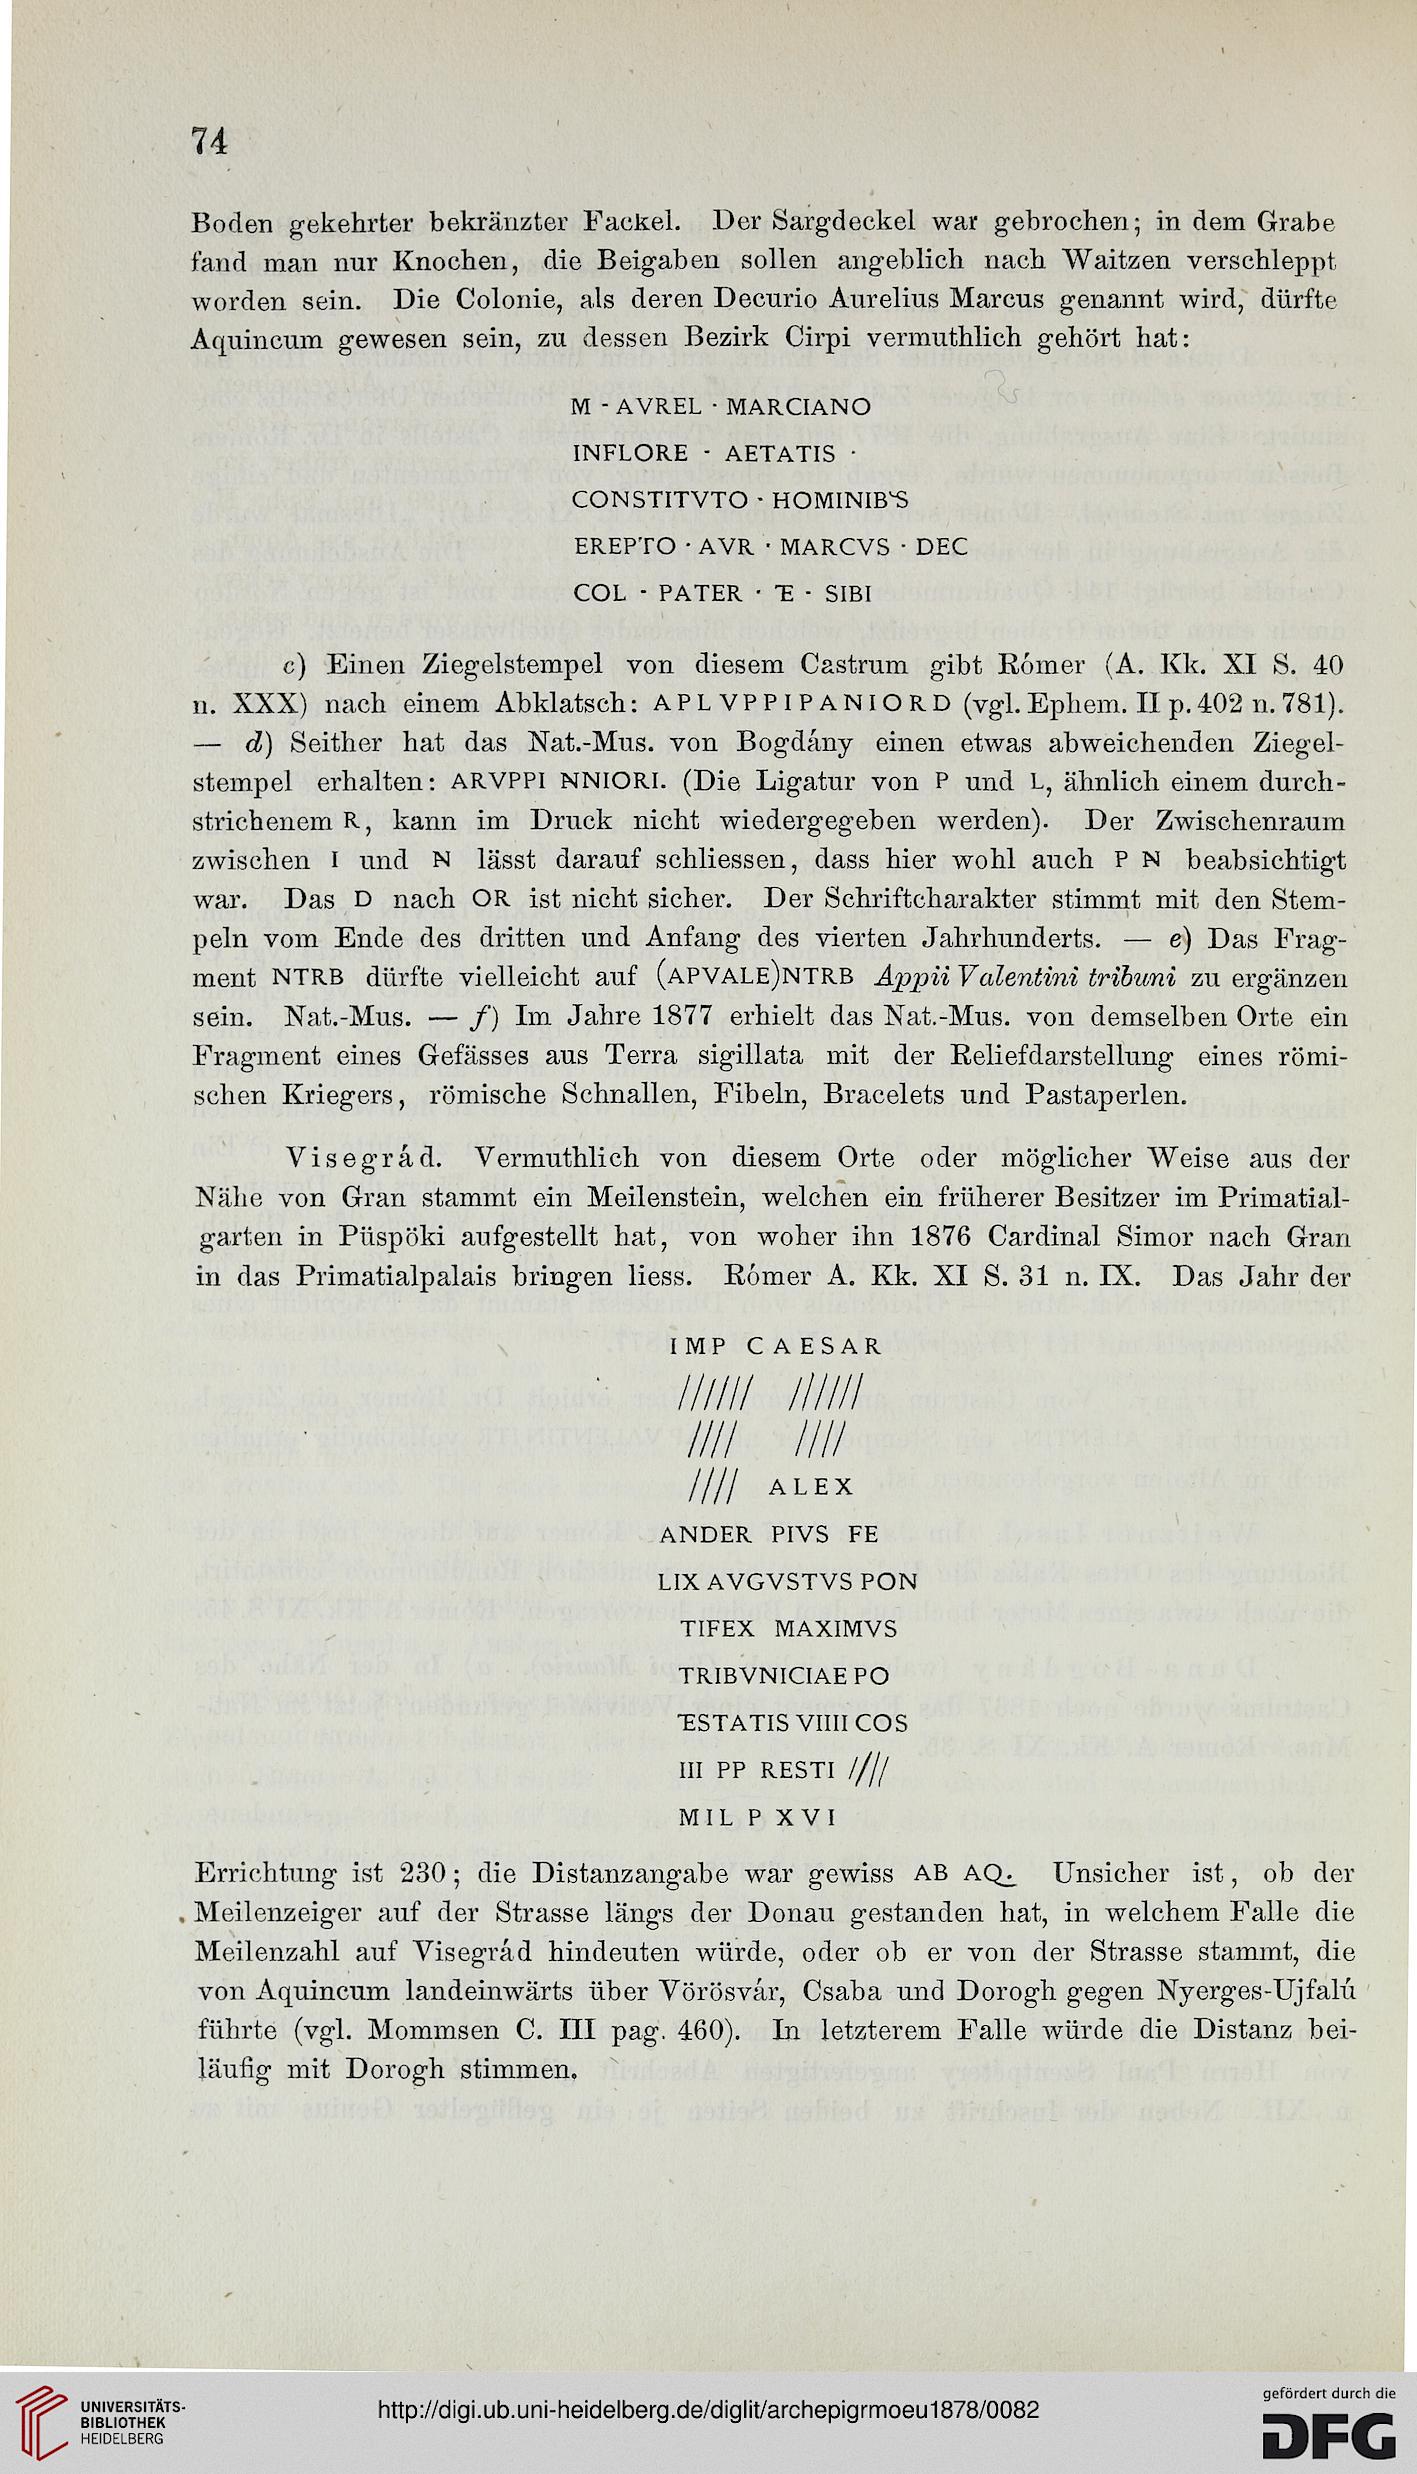 74
Boden gekehrter bekränzter Fackel. Der Sargdeckel war gebrochen; in dem Grabe
fand man nur Knochen, die Beigaben sollen angeblich nach Waitzen verschleppt
worden sein. Die Colonie, als deren Decurio Aurelius Marcus genannt wird, dürfte
Aquincum gewesen sein, zu dessen Bezirk Cirpi vermuthlich gehört hat:
M - AVREL · MARCIANO
INFLORE - AETATIS ·
CONSTITVTO · HOMINIBVS
EREPTO · AVR · MARCVS · DEC
COL - PATER · TE - SIBI
c) Einen Ziegelstempel von diesem Castrum gibt Rómer (A. Kk. XI S. 40
n. XXX) nach einem Abklatsch: APLVPPIPANIORD (vgl. Ephem. II p. 402 n. 781).
— d) Seither hat das Nat.-Mus. von Bogdány einen etwas abweichenden Ziegel-
stempel erhalten: ARVPPI NNIORI. (Die Ligatur von P und L, ähnlich einem durch-
strichenem R, kann im Druck nicht wiedergegeben werden). Der Zwischenraum
zwischen I und N lässt darauf schliessen, dass hier wohl auch P N beabsichtigt
war. Das D nach OR ist nicht sicher. Der Schriftcharakter stimmt mit den Stem-
peln vom Ende des dritten und Anfang des vierten Jahrhunderts. — e) Das Frag-
ment NTRB dürfte vielleicht auf (APVALE)NTRB Appii Valentini tribuni zu ergänzen
sein. Nat.-Mus. — f) Im Jahre 1877 erhielt das Nat.-Mus. von demselben Orte ein
Fragment eines Gefässes aus Terra sigillata mit der Reliefdarstellung eines römi-
schen Kriegers, römische Schnallen, Fibeln, Bracelets und Pastaperlen.
Visegrád. Vermuthlich von diesem Orte oder möglicher Weise aus der
Nähe von Gran stammt ein Meilenstein, welchen ein früherer Besitzer im Primatial-
garten in Püspöki aufgestellt hat, von woher ihn 1876 Cardinal Simor nach Gran
in das Primatialpalais bringen liess. Rómer A. Kk. XI S. 31 n. IX. Das Jahr der
IMP CAESAR
////// //////
//// ////
//// ALEX
ANDER PIVS FE
LIX AVGVSTVS PON
TIFEX MAXIMVS
TRIBVNICIAE PO
TESTATIS VIIII COS
III PP RESTI ////
MIL P XVI
Errichtung ist 230; die Distanzangabe war gewiss AB AQ. Unsicher ist, ob der
Meilenzeiger auf der Strasse längs der Donau gestanden hat, in welchem Falle die
Meilenzahl auf Visegrád hindeuten würde, oder ob er von der Strasse stammt, die
von Aquincum landeinwärts über Vörösvár, Csaba und Dorogh gegen Nyerges-Ujfalú
führte (vgl. Mommsen C. III pag. 460). In letzterem Falle würde die Distanz bei-
läufig mit Dorogh stimmen.
UNIVERSITÄTS-
BIBLIOTHEK
HEIDELBERG
http://digi.ub.uni-heidelberg.de/diglit/archepigrmoeu1878/0082
gefördert durch die
DFG